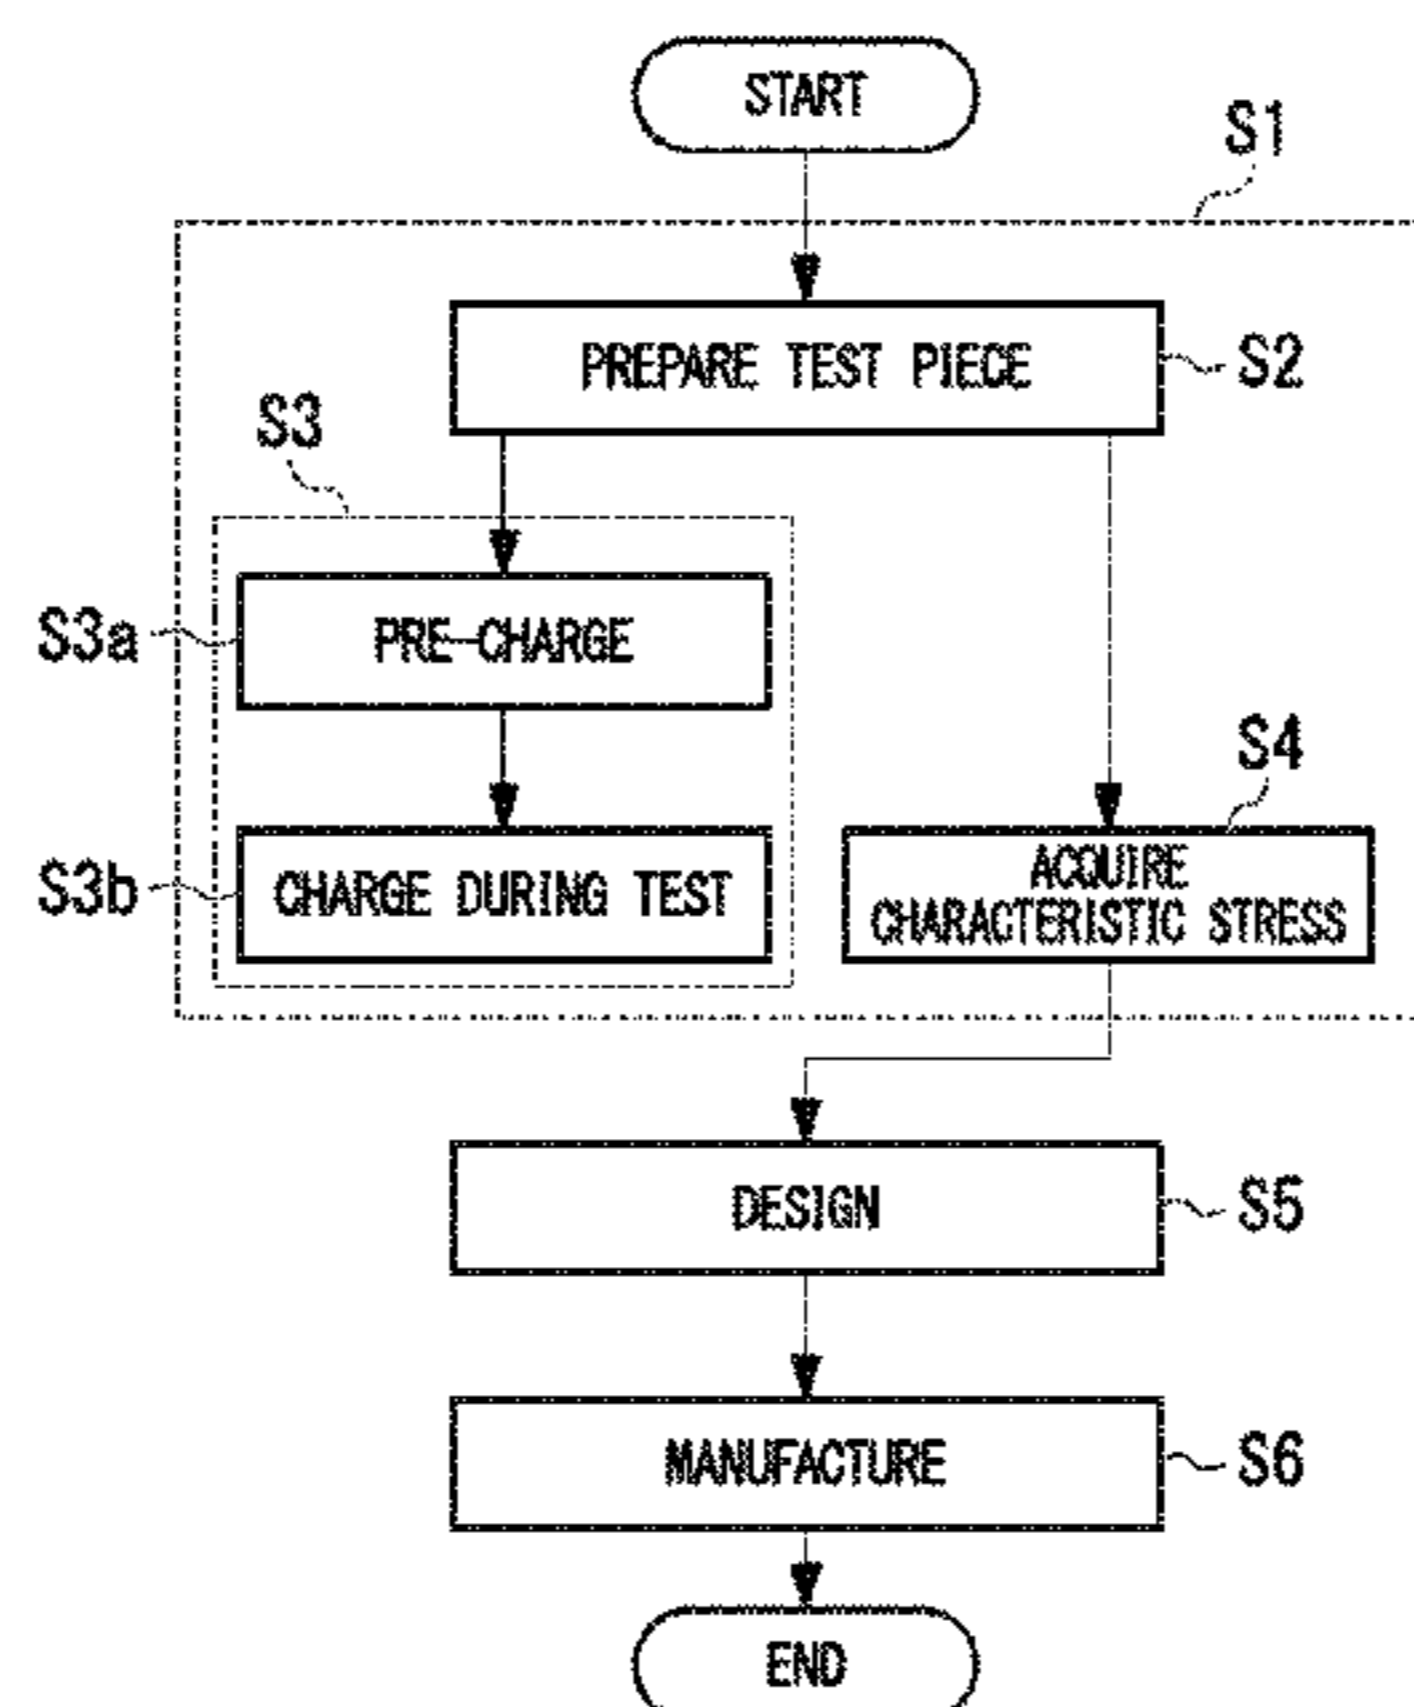 START
S1
PREPARE TEST PIECE
S2
S3
PRE-CHARGE
S3a
S4
CHARGE DURING TEST
S3b
ACQUIRE
CHARACTERISTIC STRESS
DESIGN
S5
MANUFACTURE
S6
END